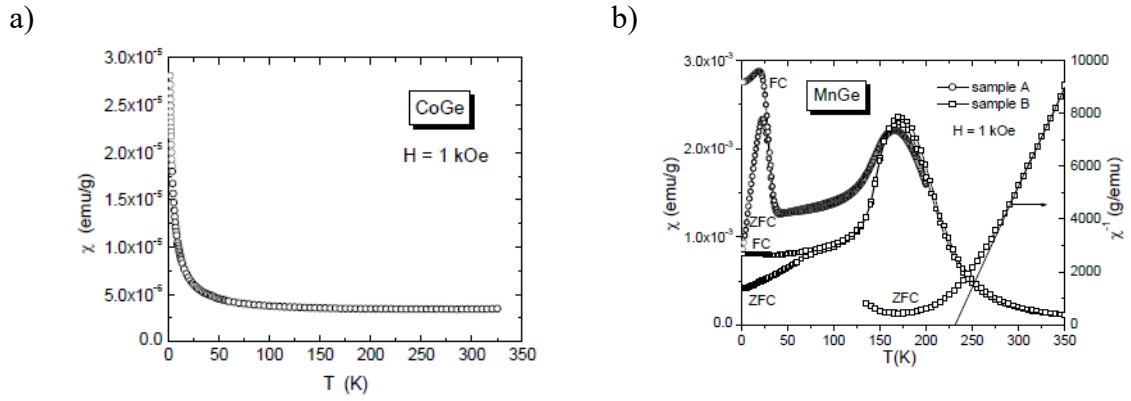 a)
3.0x10⁻⁵
2.5x10⁻⁵
2.0x10⁻⁵
1.5x10⁻⁵
1.0x10⁻⁵
5.0x10⁻⁶
0.0
χ (emu/g)
CoGe
H = 1 kOe
0 50 100 150 200 250 300 350
T (K)
b)
3.0x10⁻³
2.0x10⁻³
1.0x10⁻³
0.0
χ (emu/g)
MnGe
FC
ZFC
FC
ZFC
ZFC
sample A
sample B
H = 1 kOe
10000
8000
6000
4000
2000
0
χ⁻¹ (g/emu)
0 50 100 150 200 250 300 350
T(K)